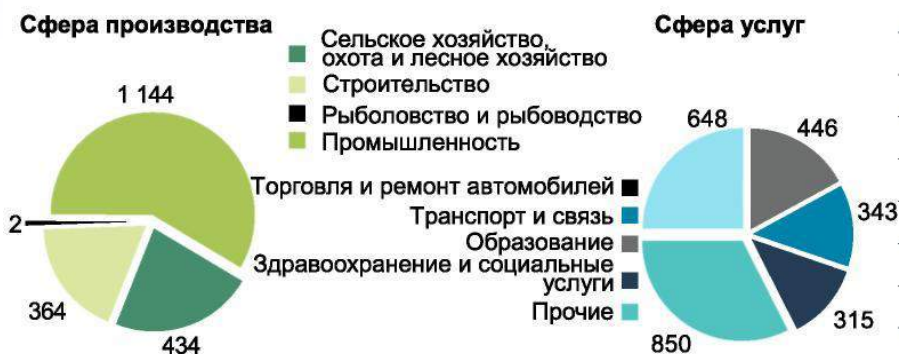 Сфера производства
1 144
2
364
434
Сельское хозяйство,
охота и лесное хозяйство
Строительство
Рыболовство и рыбоводство
Промышленность
Сфера услуг
648
446
343
315
850
Торговля и ремонт автомобилей
Транспорт и связь
Образование
Здравоохранение и социальные
услуги
Прочие